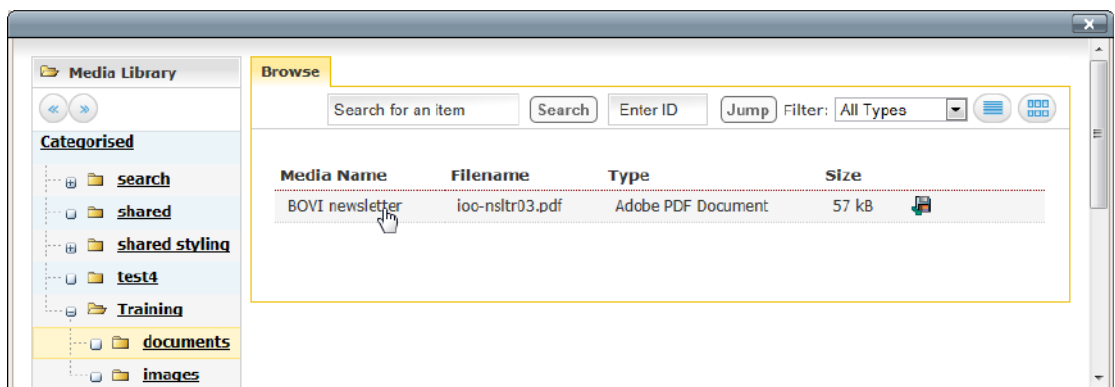 Media Library
Browse
Search for an item Search Enter ID Jump Filter: All Types
Categorised
search
shared
shared styling
test4
Training
documents
images
Media Name Filename Type Size
BOVI newsletter ioo-nsltr03.pdf Adobe PDF Document 57 kB